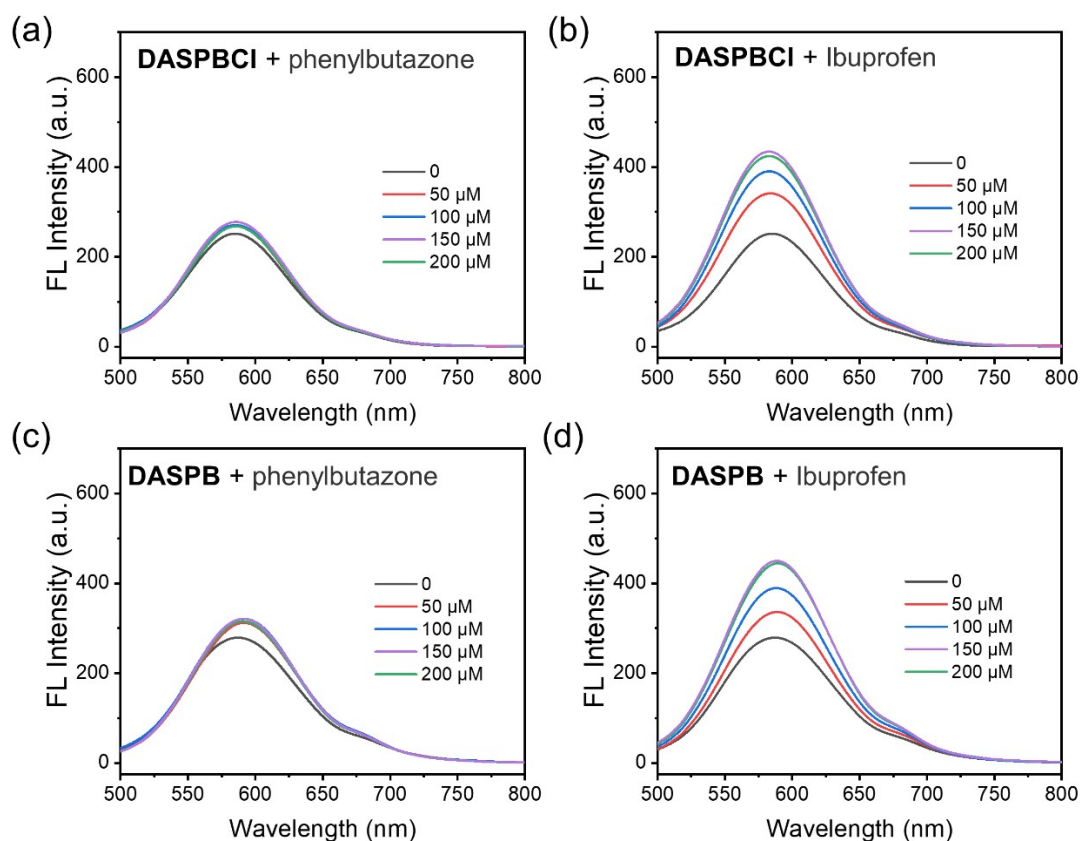 (a)
DASPBCl + phenylbutazone
FL Intensity (a.u.)
600
400
200
0
0
50 μM
100 μM
150 μM
200 μM
500 550 600 650 700 750 800
Wavelength (nm)
(b)
DASPBCl + Ibuprofen
FL Intensity (a.u.)
600
400
200
0
0
50 μM
100 μM
150 μM
200 μM
500 550 600 650 700 750 800
Wavelength (nm)
(c)
DASPB + phenylbutazone
FL Intensity (a.u.)
600
400
200
0
0
50 μM
100 μM
150 μM
200 μM
500 550 600 650 700 750 800
Wavelength (nm)
(d)
DASPB + Ibuprofen
FL Intensity (a.u.)
600
400
200
0
0
50 μM
100 μM
150 μM
200 μM
500 550 600 650 700 750 800
Wavelength (nm)